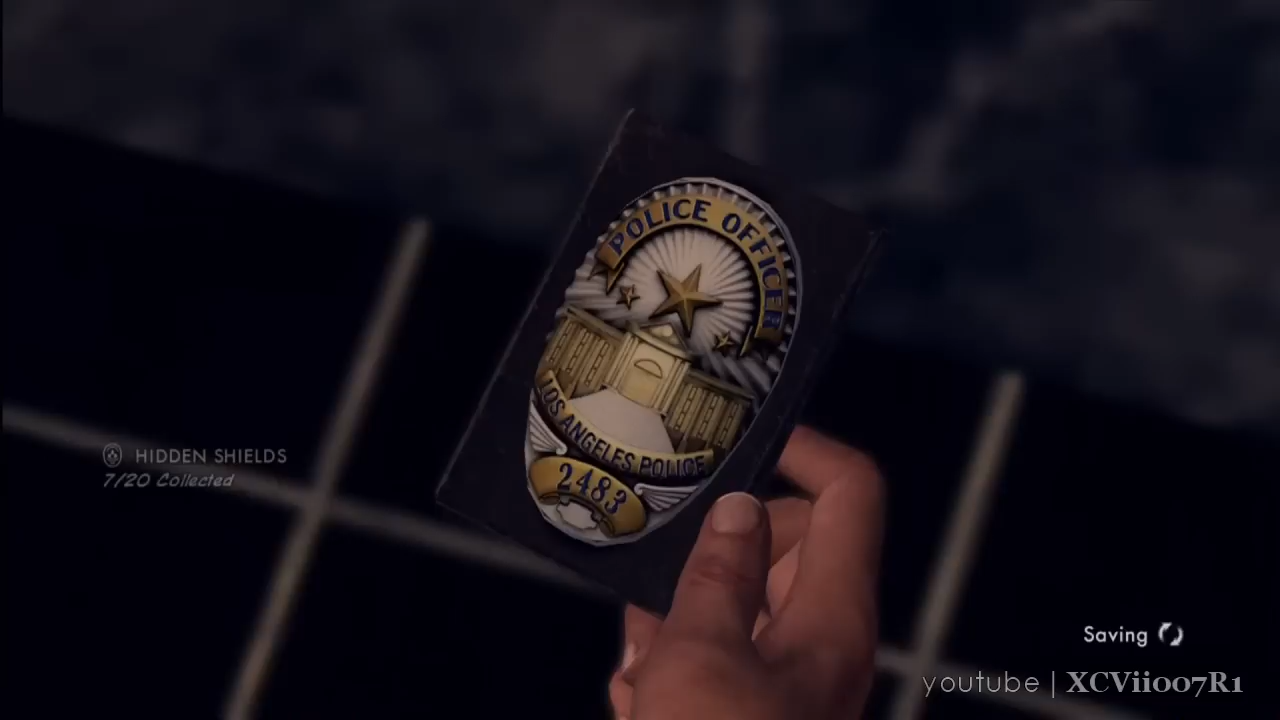 POLICE OFFICER
LOS ANGELES POLICE
2483
HIDDEN SHIELDS
7/20 Collected
Saving
youtube | XCVii007R1